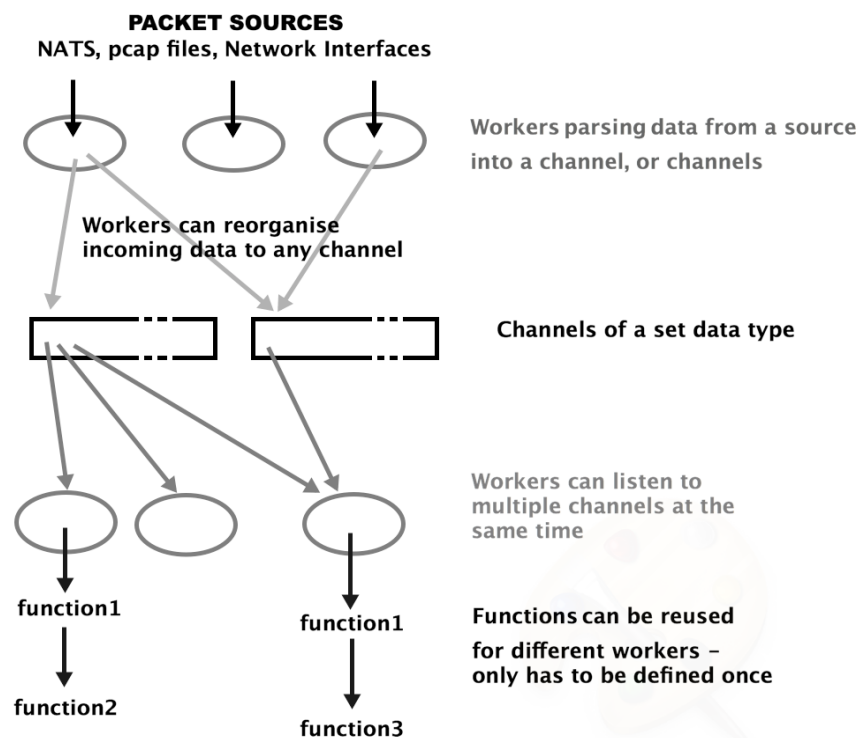 PACKET SOURCES
NATS, pcap files, Network Interfaces
Workers parsing data from a source
into a channel, or channels
Workers can reorganise
incoming data to any channel
Channels of a set data type
Workers can listen to
multiple channels at the
same time
function1
function1
Functions can be reused
for different workers –
only has to be defined once
function2
function3